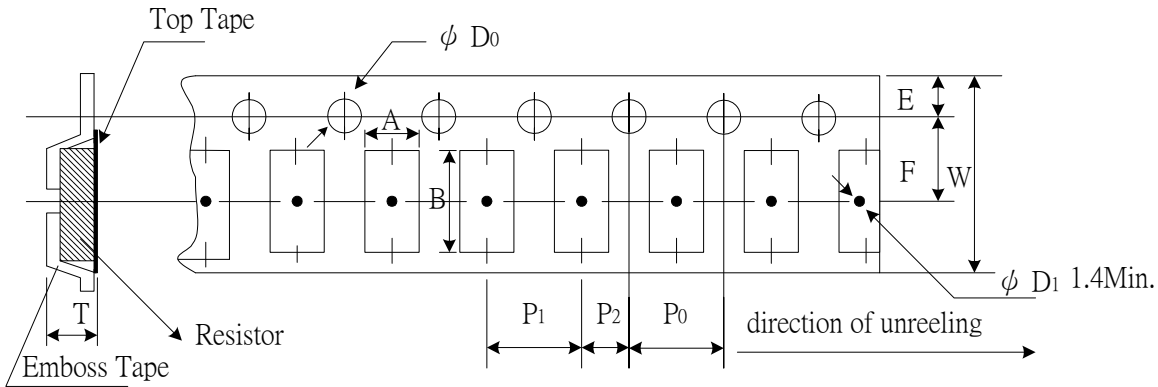 Top Tape
ψ D0
E
A
F
W
B
ψ D1 1.4Min.
T
P1
P2
P0
direction of unreeling
Resistor
Emboss Tape